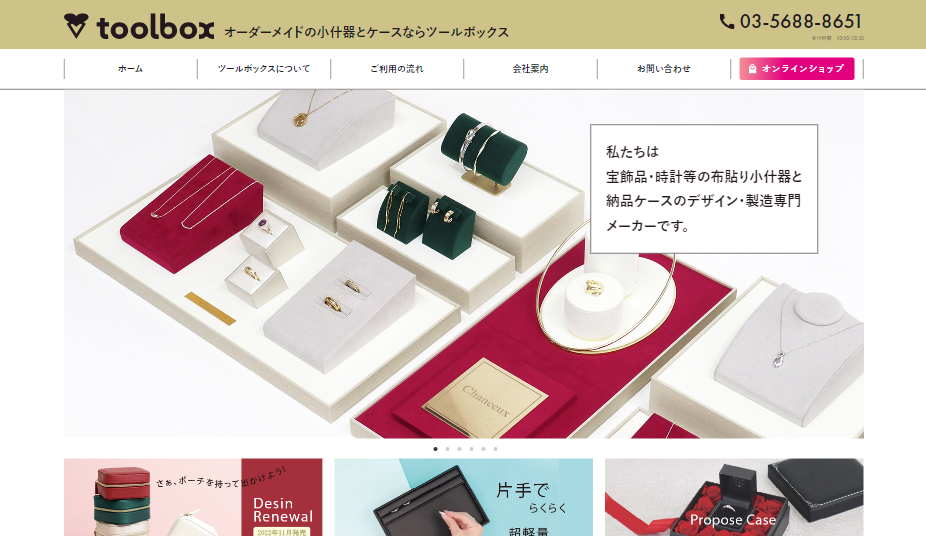 toolbox
オーダーメイドの小什器とケースならツールボックス
03-5688-8651
受付時間 10:00-18:30
ホーム
ツールボックスについて
ご利用の流れ
会社案内
お問い合わせ
オンラインショップ
私たちは
宝飾品・時計等の布貼り小什器と
納品ケースのデザイン・製造専門
メーカーです。
Chanceux
さぁ、ポーチを持って出かけよう!
Desin
Renewal
2022年11月発売
片手で
らくらく
超軽量
Propose Case